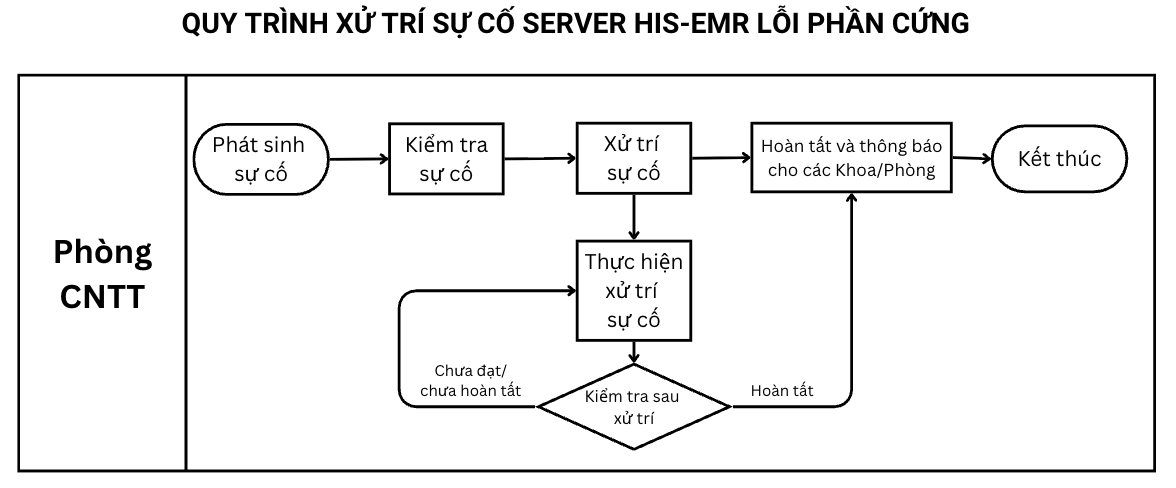 QUY TRÌNH XỬ TRÍ SỰ CỐ SERVER HIS-EMR LỖI PHẦN CỨNG
Phòng
CNTT
Phát sinh
sự cố
Kiểm tra
sự cố
Xử trí
sự cố
Hoàn tất và thông báo
cho các Khoa/Phòng
Kết thúc
Thực hiện
xử trí
sự cố
Chưa đạt/
chưa hoàn tất
Kiểm tra sau
xử trí
Hoàn tất